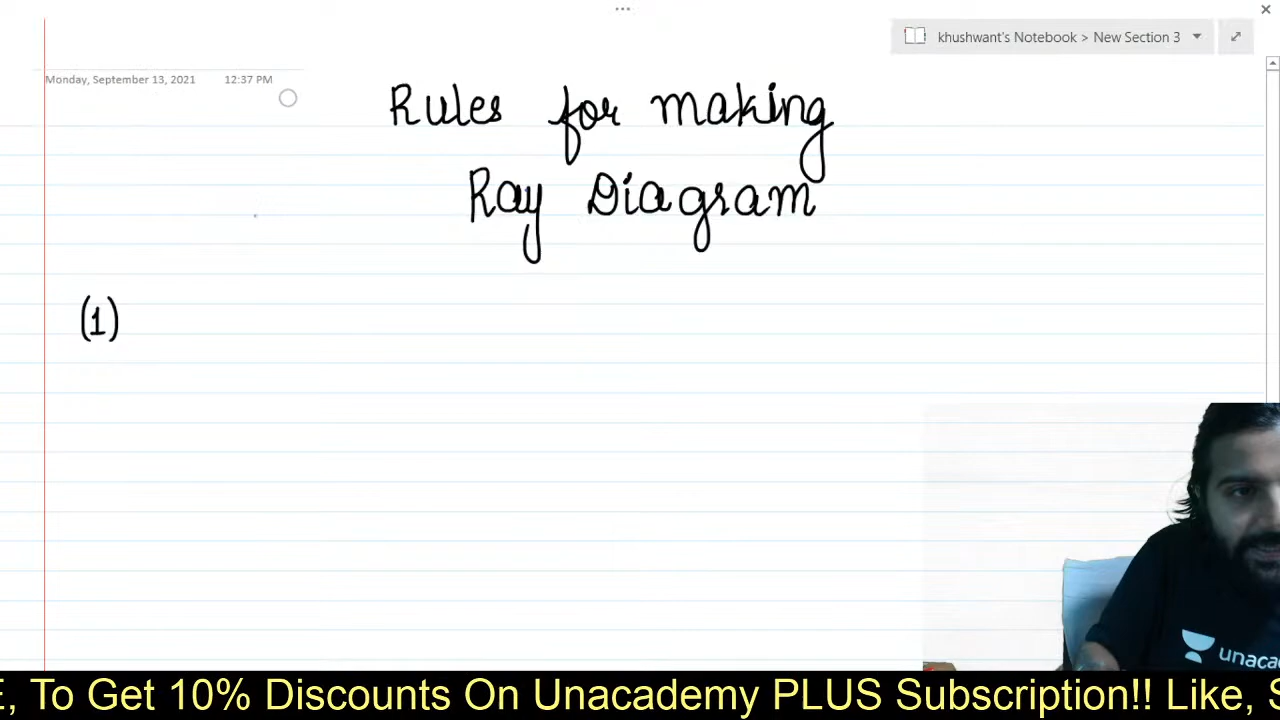 khushwant's Notebook > New Section 3
Monday, September 13, 2021 12:37 PM
Rules for making
Ray Diagram
(1)
unaca
E, To Get 10% Discounts On Unacademy PLUS Subscription!! Like, S